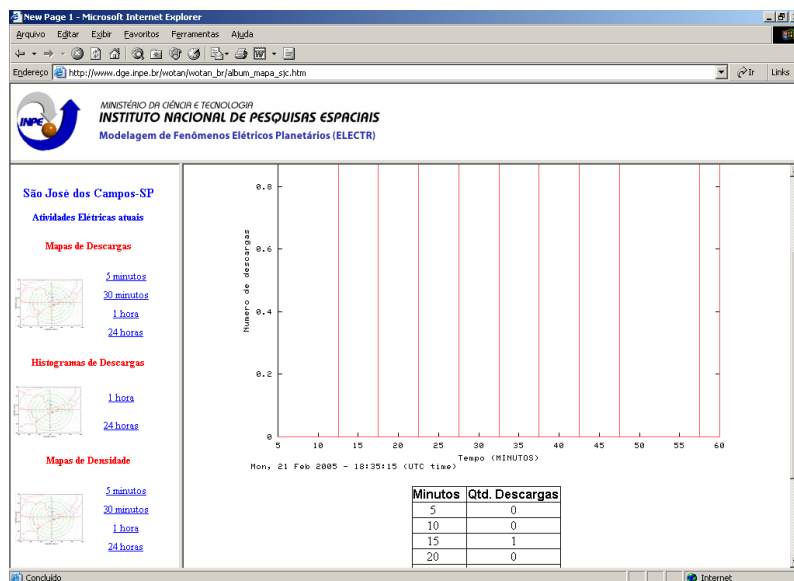 New Page 1 - Microsoft Internet Explorer
Arquivo Editar Exibir Favoritos Ferramentas Ajuda
Endereço http://www.dge.inpe.br/wotan/wotan_br/album_mapa_sjc.htm Ir Links
INPE
MINISTÉRIO DA CIÊNCIA E TECNOLOGIA
INSTITUTO NACIONAL DE PESQUISAS ESPACIAIS
Modelagem de Fenômenos Elétricos Planetários (ELECTR)
São José dos Campos-SP
Atividades Elétricas atuais
Mapas de Descargas
5 minutos
30 minutos
1 hora
24 horas
Histogramas de Descargas
1 hora
24 horas
Mapas de Densidade
5 minutos
30 minutos
1 hora
24 horas
Numero de descargas
0.8
0.6
0.4
0.2
0
5 10 15 20 25 30 35 40 45 50 55 60
Tempo (MINUTOS)
Mon, 21 Feb 2005 - 18:35:15 (UTC time)
Minutos Qtd. Descargas
5 0
10 0
15 1
20 0
Concluído
Internet